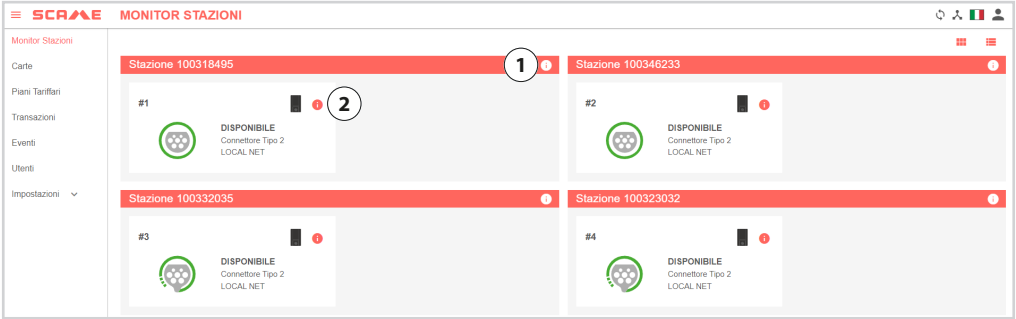 SCAME MONITOR STAZIONI
Monitor Stazioni
Carte
Piani Tariffari
Transazioni
Eventi
Utenti
Impostazioni
Stazione 100318495
1
#1
2
DISPONIBILE
Connettore Tipo 2
LOCAL NET
Stazione 100346233
#2
DISPONIBILE
Connettore Tipo 2
LOCAL NET
Stazione 100332035
#3
DISPONIBILE
Connettore Tipo 2
LOCAL NET
Stazione 100323032
#4
DISPONIBILE
Connettore Tipo 2
LOCAL NET